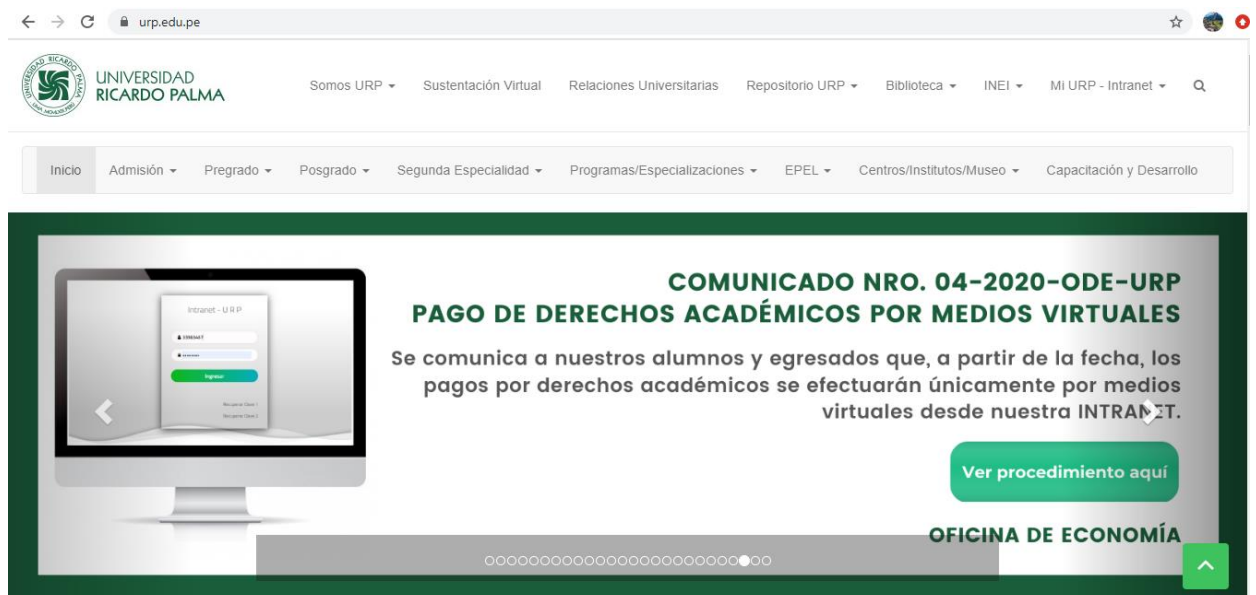 urp.edu.pe
UNIVERSIDAD
RICARDO PALMA
Somos URP
Sustentación Virtual
Relaciones Universitarias
Repositorio URP
Biblioteca
INEI
Mi URP - Intranet
Inicio
Admisión
Pregrado
Posgrado
Segunda Especialidad
Programas/Especializaciones
EPEL
Centros/Institutos/Museo
Capacitación y Desarrollo
Intranet - U R P
Ingresar
COMUNICADO NRO. 04-2020-ODE-URP
PAGO DE DERECHOS ACADÉMICOS POR MEDIOS VIRTUALES
Se comunica a nuestros alumnos y egresados que, a partir de la fecha, los
pagos por derechos académicos se efectuarán únicamente por medios
virtuales desde nuestra INTRANET.
Ver procedimiento aquí
OFICINA DE ECONOMÍA